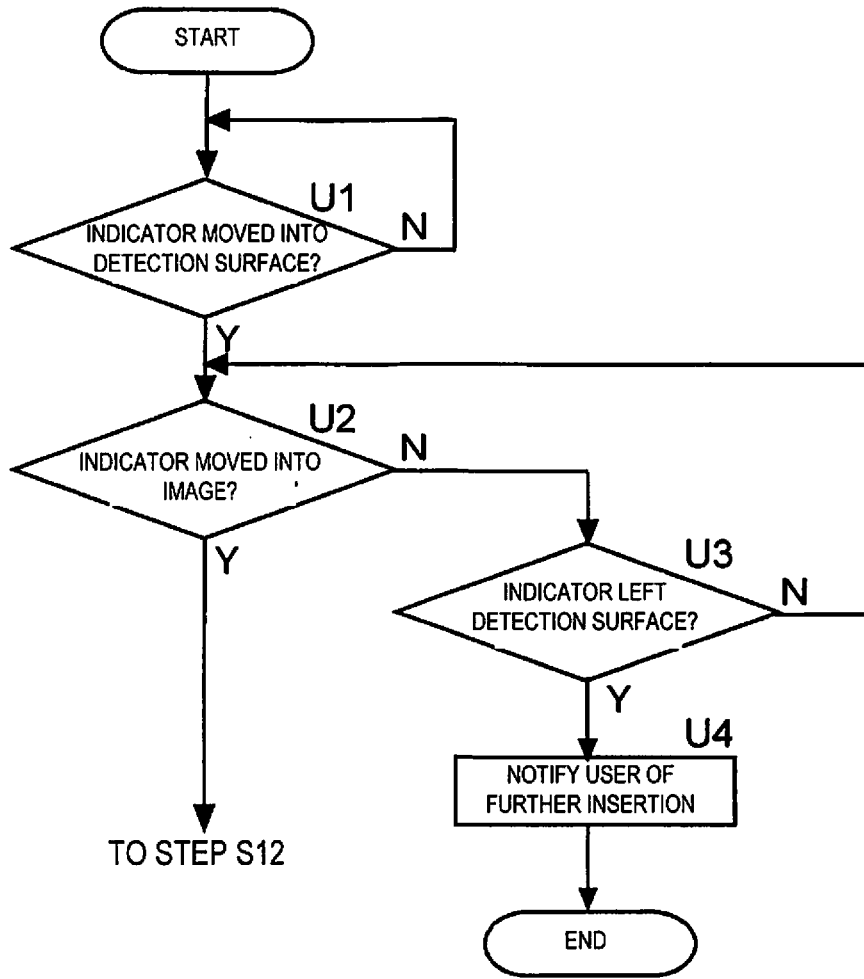 START
U1
INDICATOR MOVED INTO
DETECTION SURFACE?
N
Y
U2
INDICATOR MOVED INTO
IMAGE?
N
Y
U3
INDICATOR LEFT
DETECTION SURFACE?
N
Y
U4
NOTIFY USER OF
FURTHER INSERTION
TO STEP S12
END